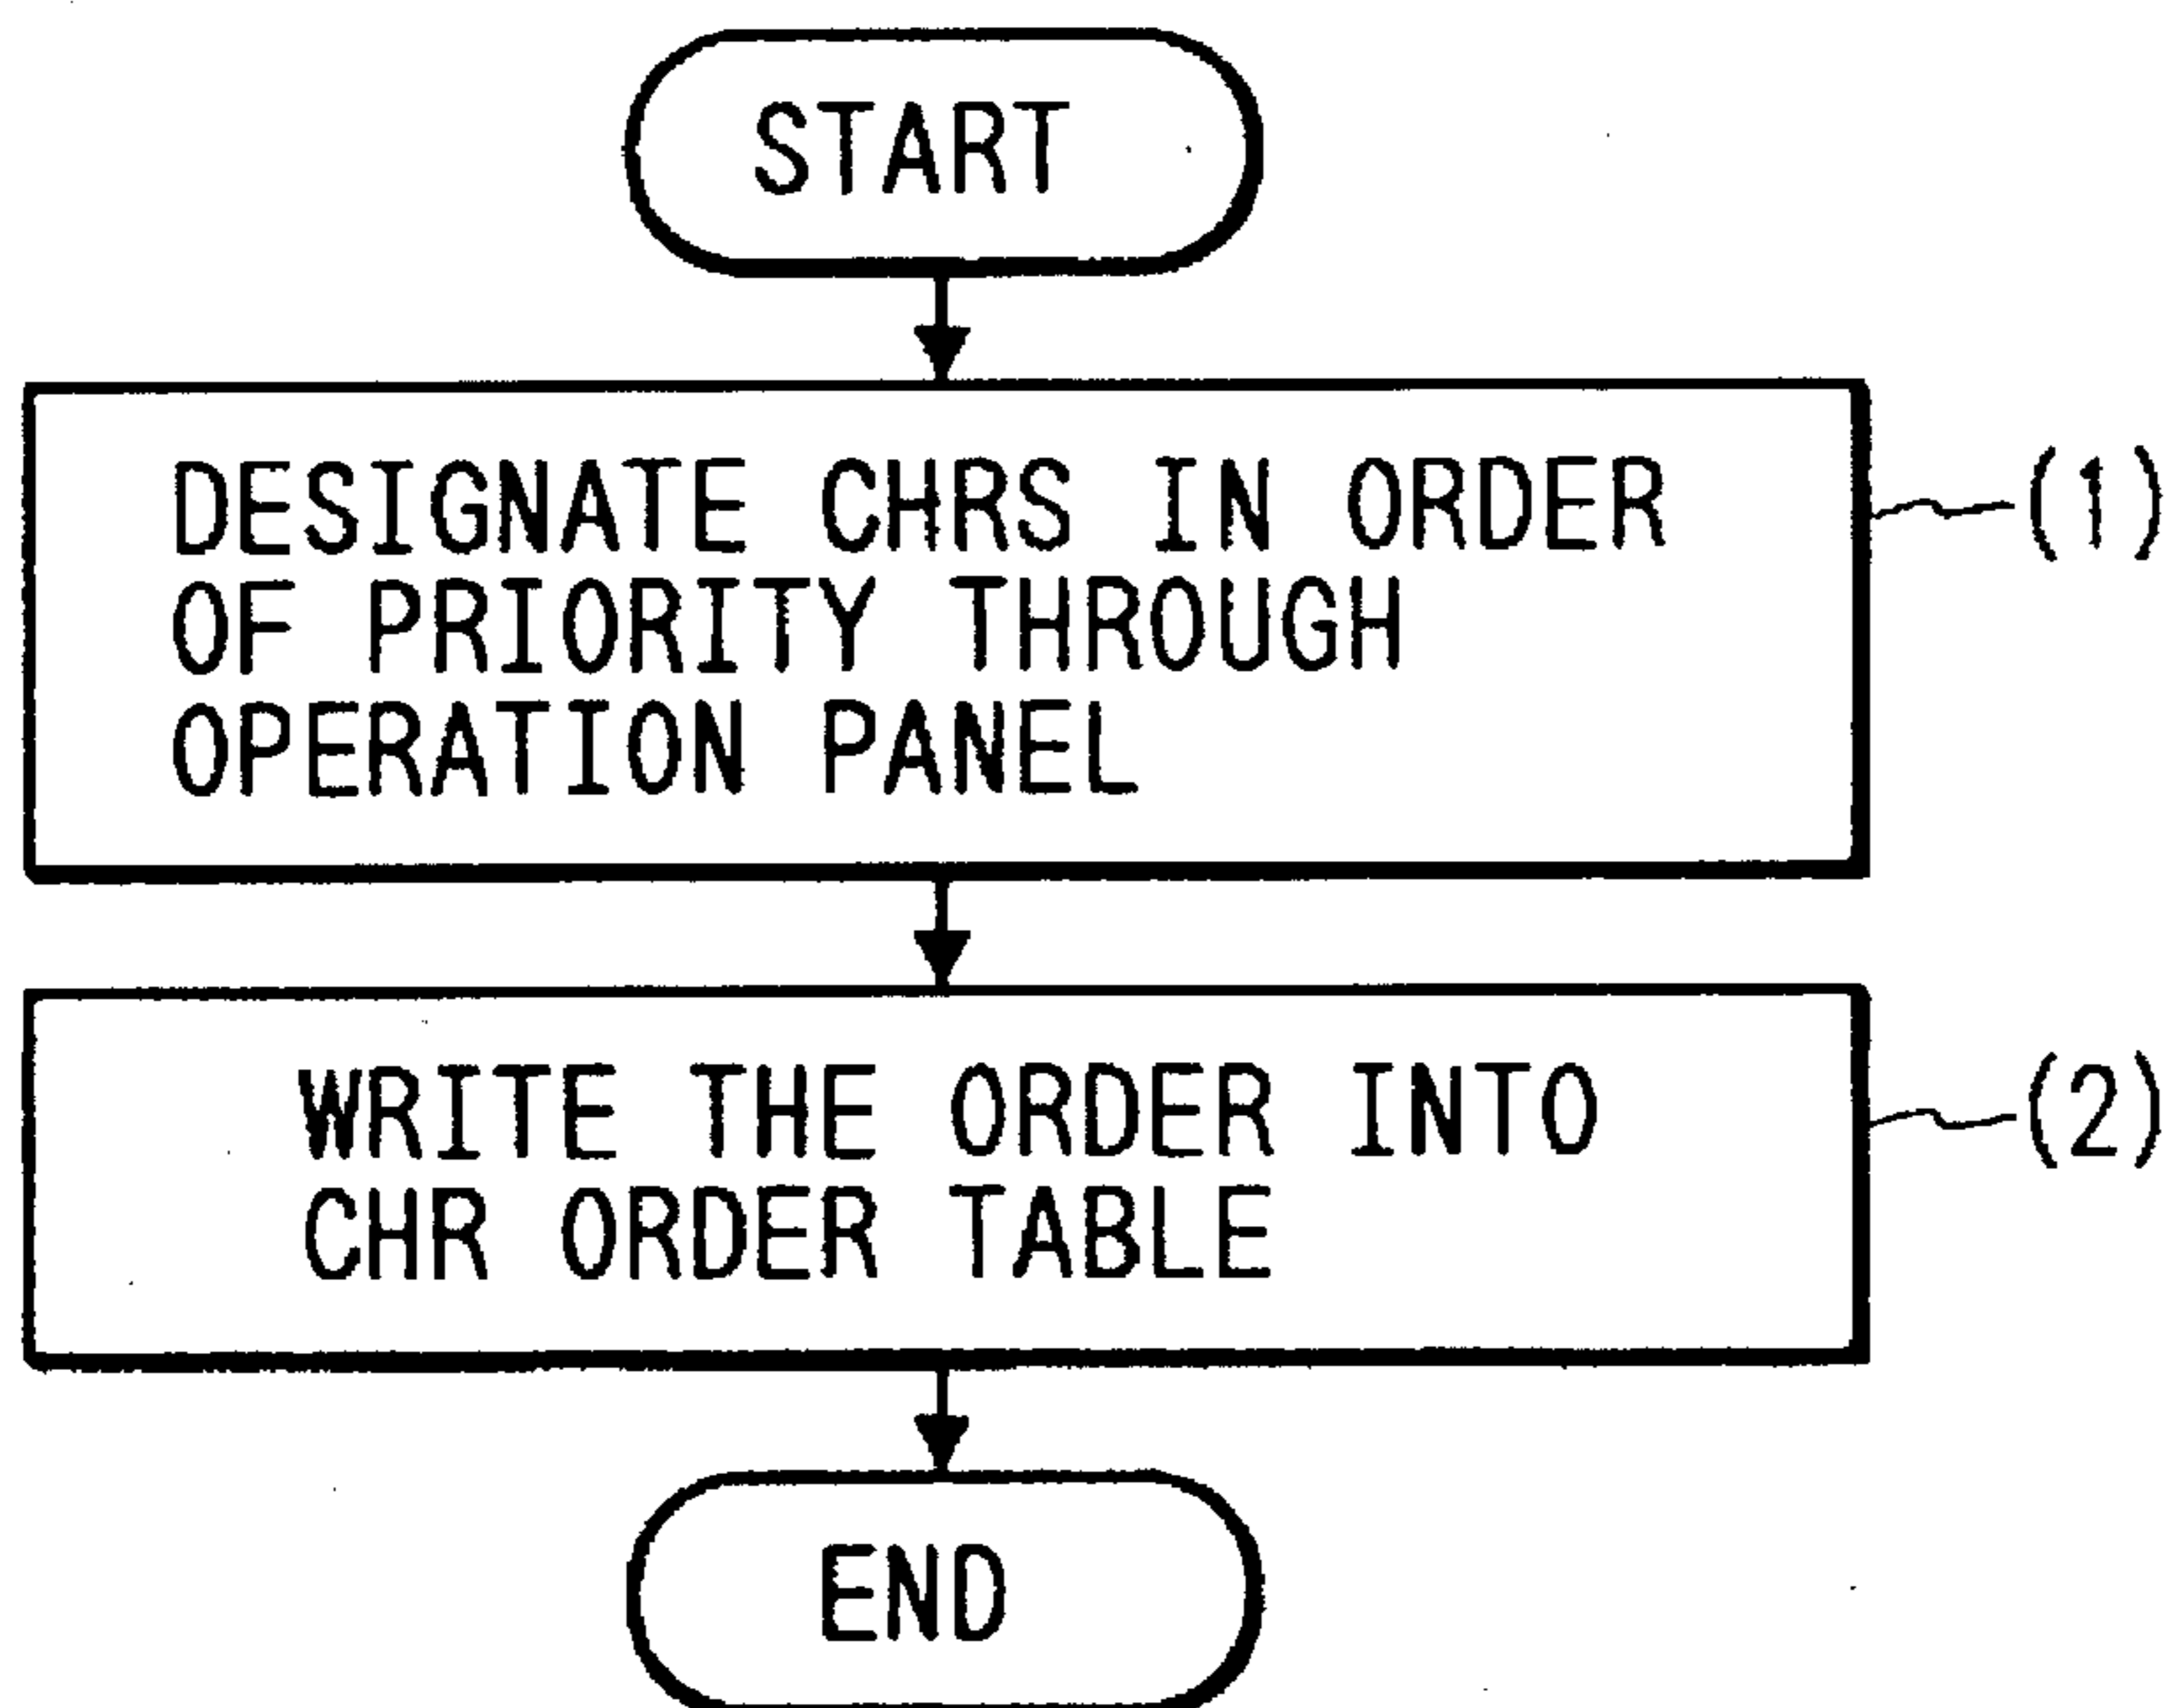 START
DESIGNATE CHRS IN ORDER
(1)
OF PRIORITY THROUGH
OPERATION PANEL
WRITE THE ORDER INTO
(2)
CHR ORDER TABLE
END